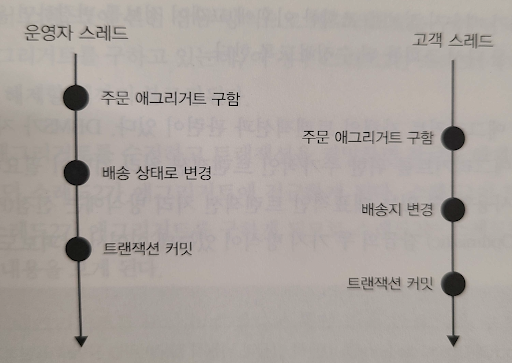 운영자 스레드
고객 스레드
주문 애그리거트 구함
주문 애그리거트 구함
배송 상태로 변경
배송지 변경
트랜잭션 커밋
트랜잭션 커밋